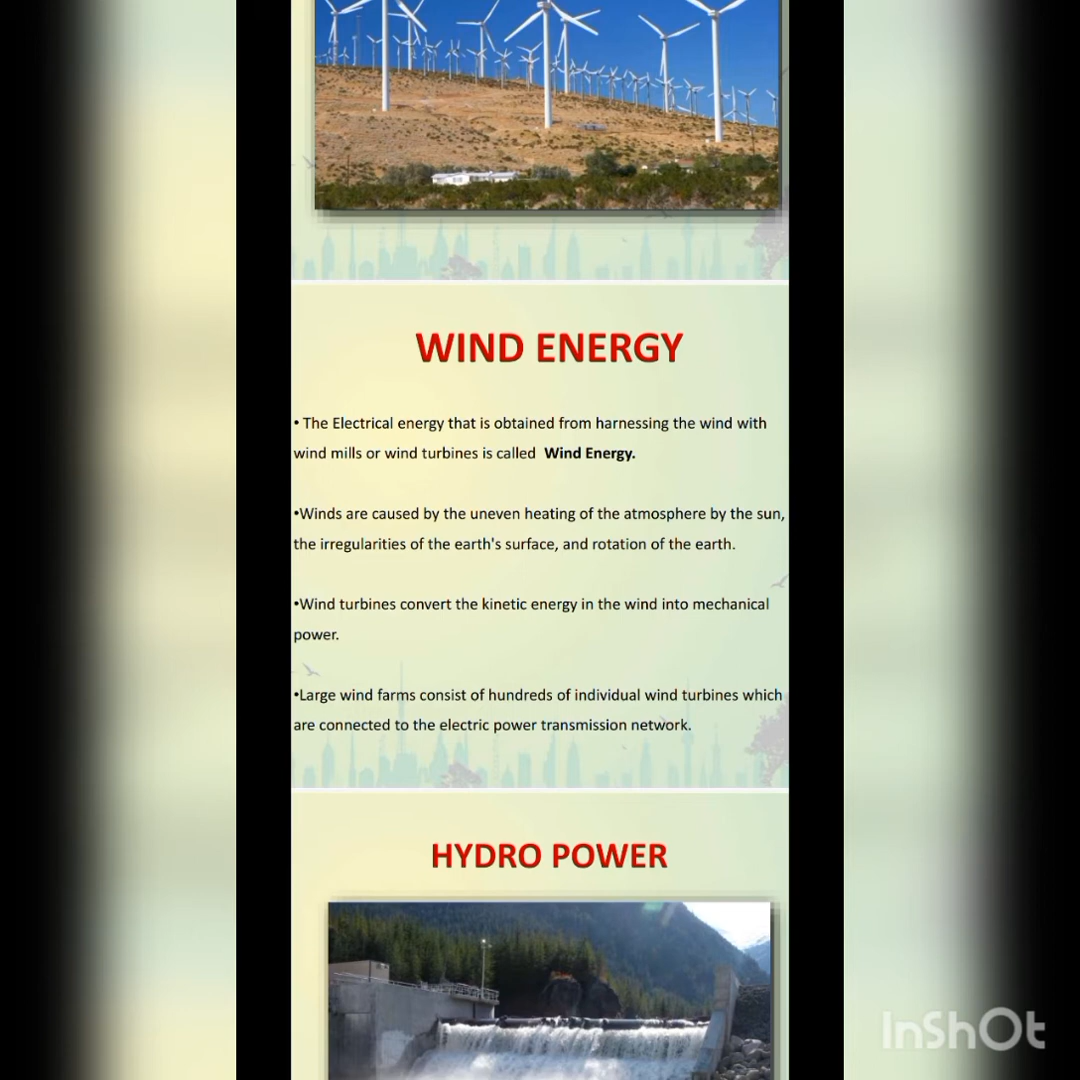 WIND ENERGY
• The Electrical energy that is obtained from harnessing the wind with
wind mills or wind turbines is called Wind Energy.
•Winds are caused by the uneven heating of the atmosphere by the sun,
the irregularities of the earth's surface, and rotation of the earth.
•Wind turbines convert the kinetic energy in the wind into mechanical
power.
•Large wind farms consist of hundreds of individual wind turbines which
are connected to the electric power transmission network.
HYDRO POWER
InShOt